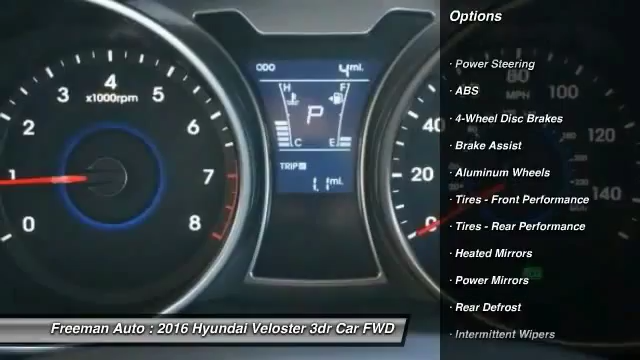 Options
· Power Steering
· ABS
· 4-Wheel Disc Brakes
· Brake Assist
· Aluminum Wheels
· Tires - Front Performance
· Tires - Rear Performance
· Heated Mirrors
· Power Mirrors
· Rear Defrost
· Intermittent Wipers
ODO 4mi.
H F
P
C E
TRIP
1.1mi.
0
1
2
3
4
5
6
7
8
x1000rpm
0
20
40
80
100
120
140
MPH
Freeman Auto : 2016 Hyundai Veloster 3dr Car FWD